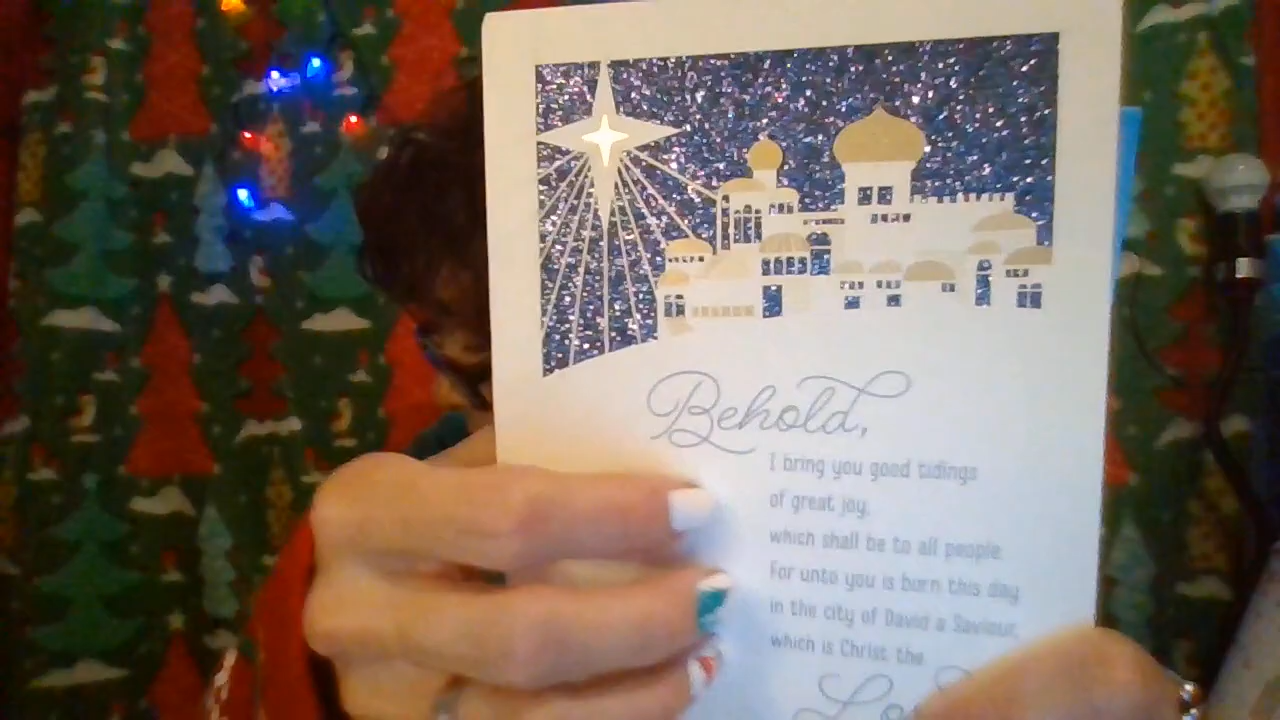 Behold,
I bring you good tidings
of great joy,
which shall be to all people.
For unto you is born this day
in the city of David a Saviour,
which is Christ the